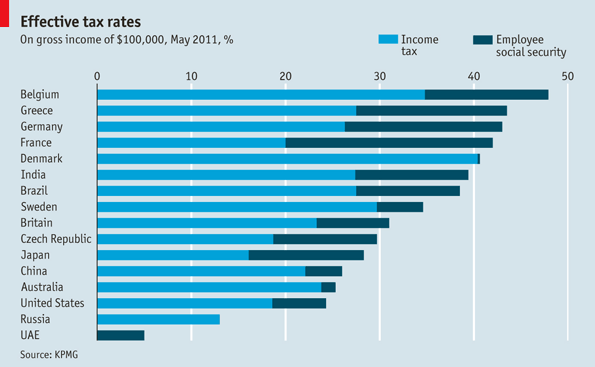 Effective tax rates
On gross income of $100,000, May 2011, %
Income
tax
Employee
social security
0 10 20 30 40 50
Belgium
Greece
Germany
France
Denmark
India
Brazil
Sweden
Britain
Czech Republic
Japan
China
Australia
United States
Russia
UAE
Source: KPMG